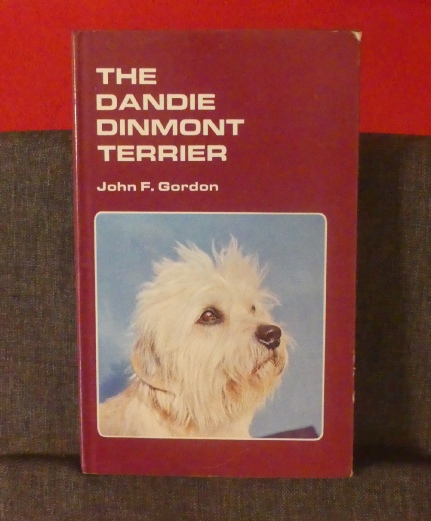 THE
DANDIE
DINMONT
TERRIER
John F. Gordon